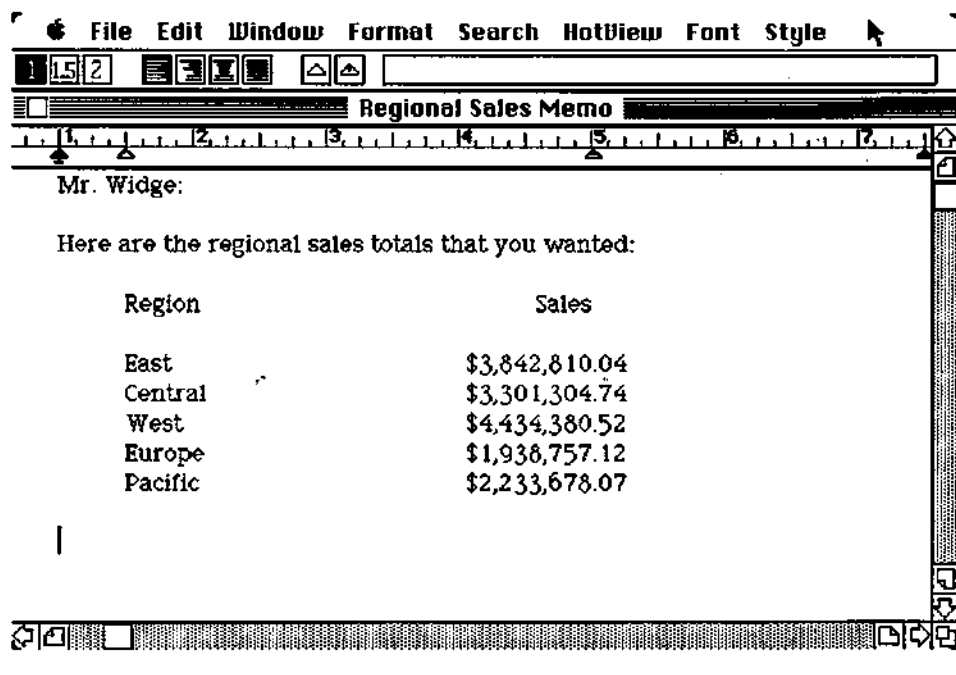 File Edit Window Format Search HotView Font Style
1 1.5 2
Regional Sales Memo
1 2 3 4 5 6 7
Mr. Widge:
Here are the regional sales totals that you wanted:
Region Sales
East $3,842,810.04
Central $3,301,304.74
West $4,434,380.52
Europe $1,938,757.12
Pacific $2,233,678.07